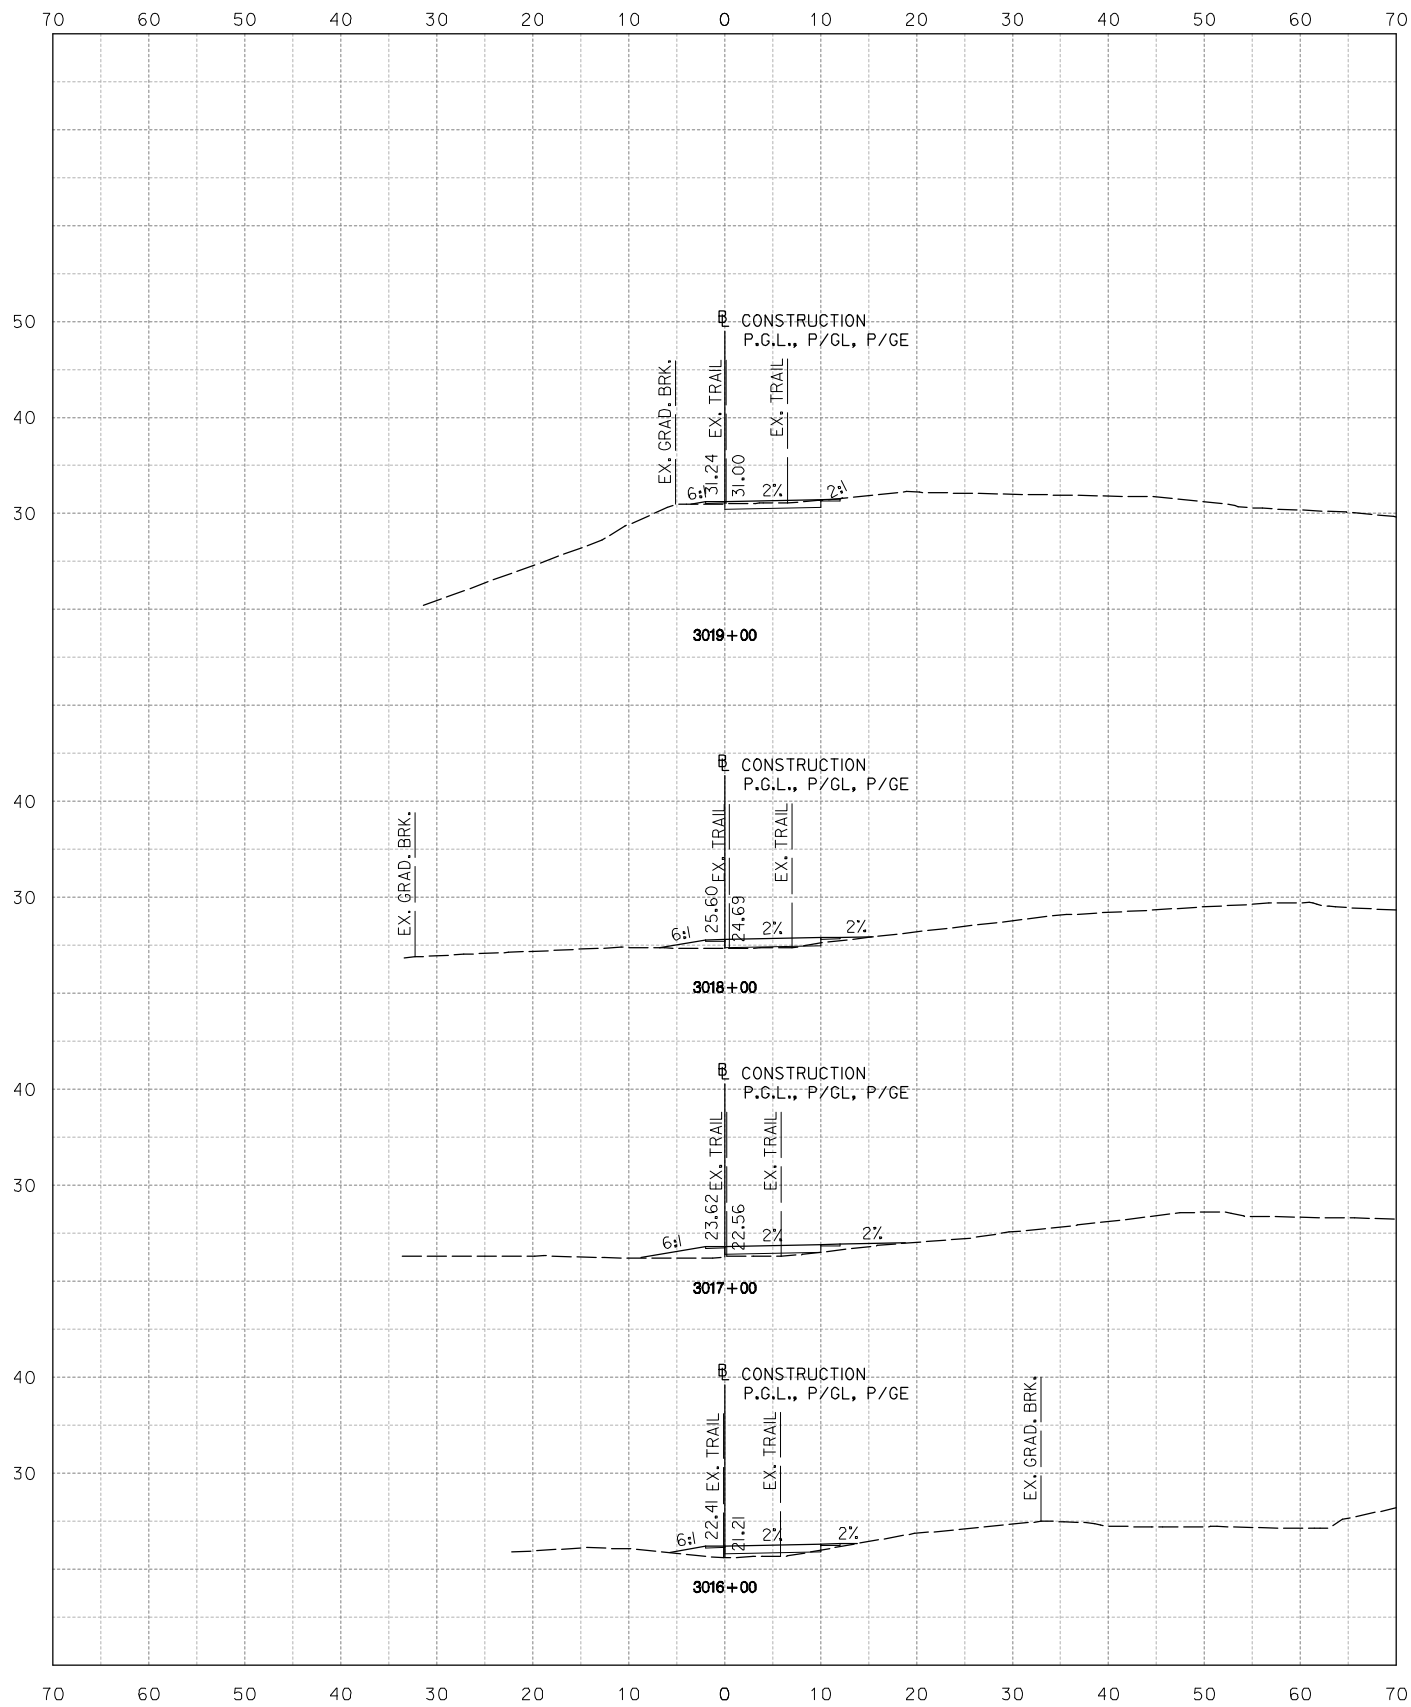 70 60 50 40 30 20 10 0 10 20 30 40 50 60 70
50
℄ CONSTRUCTION
P.G.L., P/GL, P/GE
EX. GRAD. BRK.
EX. TRAIL
EX. TRAIL
40
31.24
31.00
6:1
2%
2:1
30
3019+00
℄ CONSTRUCTION
P.G.L., P/GL, P/GE
40
EX. GRAD. BRK.
EX. TRAIL
EX. TRAIL
30
25.60
24.69
6:1
2%
2%
3018+00
℄ CONSTRUCTION
P.G.L., P/GL, P/GE
40
EX. TRAIL
EX. TRAIL
30
23.62
22.56
6:1
2%
2%
3017+00
℄ CONSTRUCTION
P.G.L., P/GL, P/GE
40
EX. TRAIL
EX. TRAIL
EX. GRAD. BRK.
30
22.41
21.21
6:1
2%
2%
3016+00
70 60 50 40 30 20 10 0 10 20 30 40 50 60 70